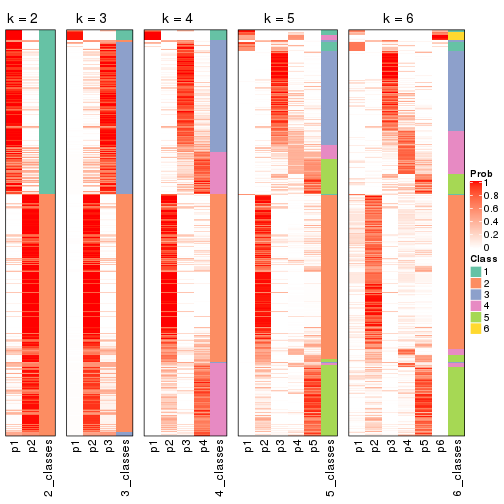 k = 2
k = 3
k = 4
k = 5
k = 6
p1
p2
2_classes
p1
p2
p3
3_classes
p1
p2
p3
p4
4_classes
p1
p2
p3
p4
p5
5_classes
p1
p2
p3
p4
p5
p6
6_classes
Prob
1
0.8
0.6
0.4
0.2
0
Class
1
2
3
4
5
6